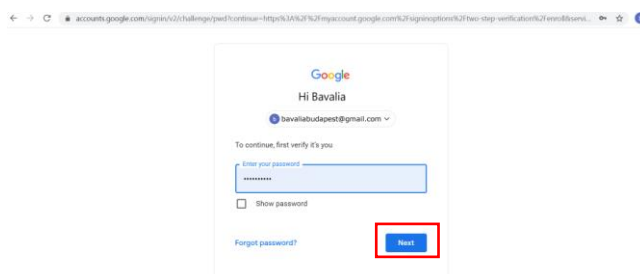 accounts.google.com/signin/v2/challenge/pwd?continue=https%3A%2F%2Fmyaccount.google.com%2Fsigninoptions%2Ftwo-step-verification%2Fenroll&servi...
Google
Hi Bavalia
bavaliabudapest@gmail.com
To continue, first verify it's you
Enter your password
••••••••••
Show password
Forgot password?
Next